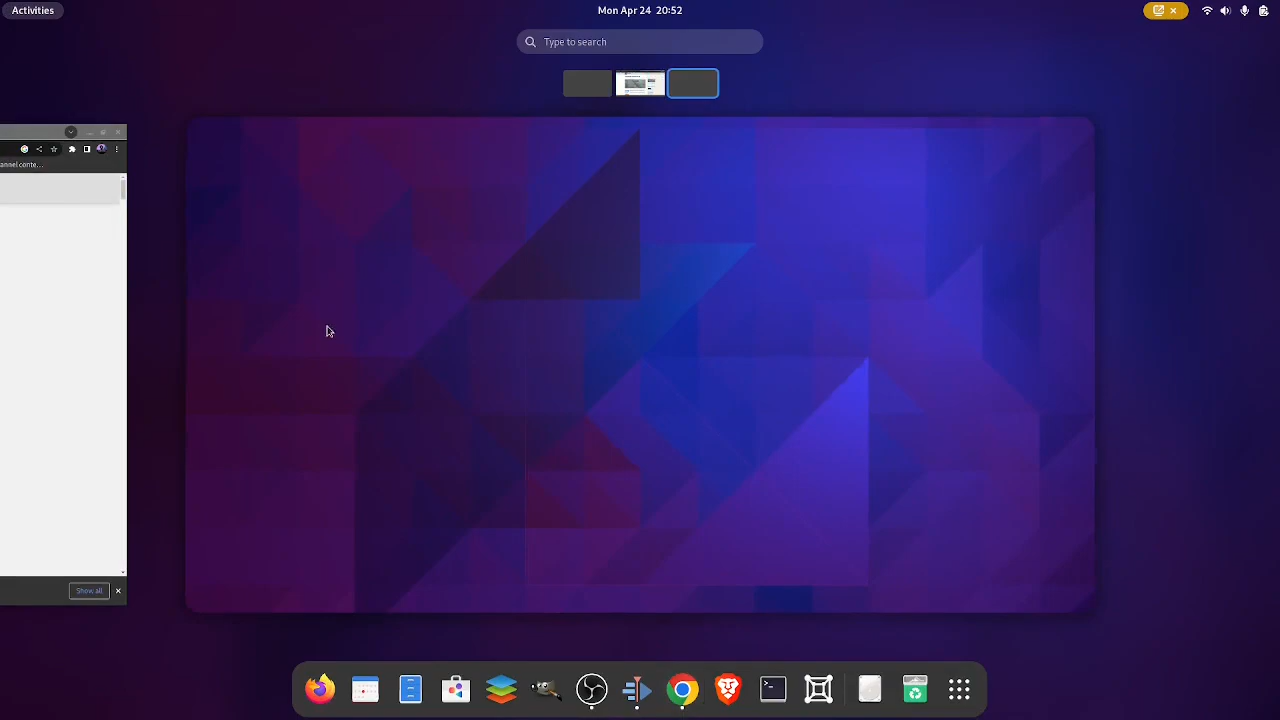 Activities
Mon Apr 24 20:52
Type to search
annel conte...
Show all